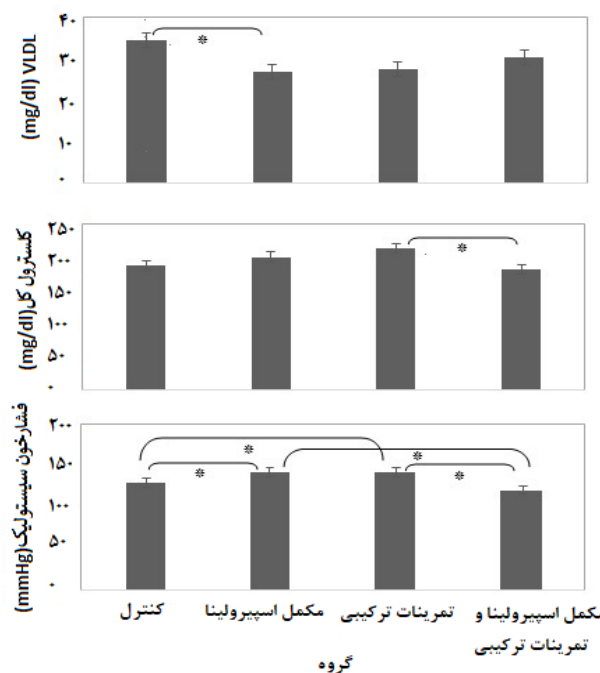 ۴۰
۳۰
۲۰
۱۰
۰
VLDL (mg/dl)
*
۲۵۰
۲۰۰
۱۵۰
۱۰۰
۵۰
۰
کلسترول کل(mg/dl)
*
۲۰۰
۱۵۰
۱۰۰
۵۰
۰
فشارخون سیستولیک(mmHg)
*
*
*
*
کنترل
مکمل اسپیرولینا
تمرینات ترکیبی
مکمل اسپیرولینا و
تمرینات ترکیبی
گروه